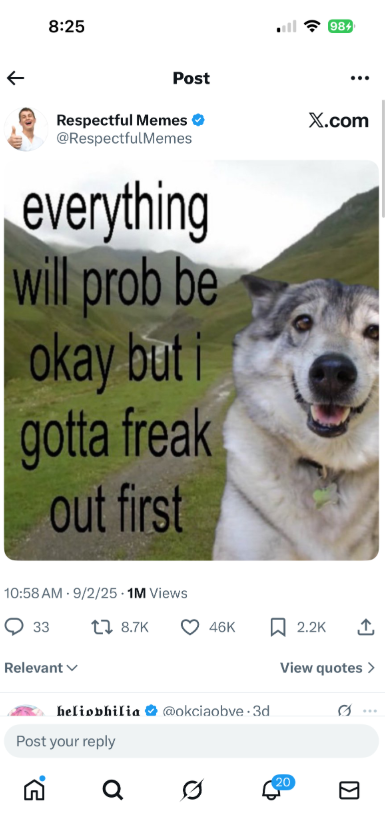 8:25
98
Post
Respectful Memes
@RespectfulMemes
X.com
everything
will prob be
okay but i
gotta freak
out first
10:58 AM · 9/2/25 · 1M Views
33 8.7K 46K 2.2K
Relevant
View quotes
𝖍𝖊𝖑𝖎𝖔𝖕𝖍𝖎𝖑𝖎𝖆 @okciaobye · 3d
Post your reply
20